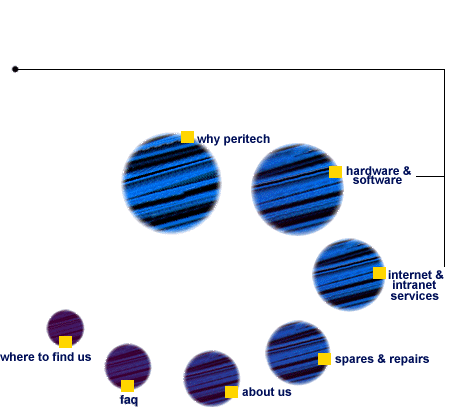 why peritech
hardware &
software
internet &
intranet
services
spares & repairs
about us
faq
where to find us